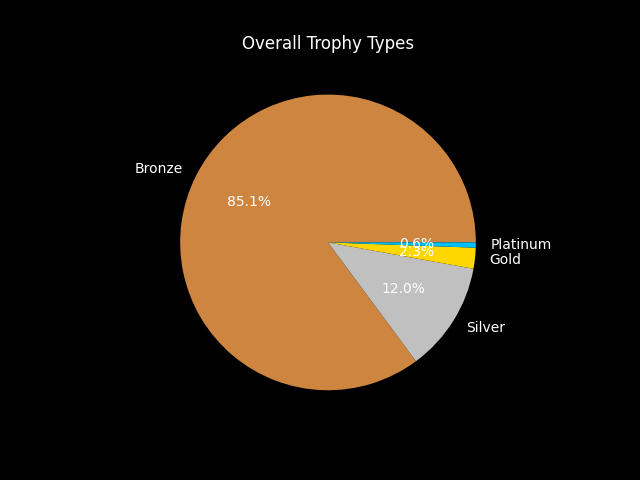 Overall Trophy Types
Bronze
85.1%
0.6%
Platinum
2.3%
Gold
12.0%
Silver